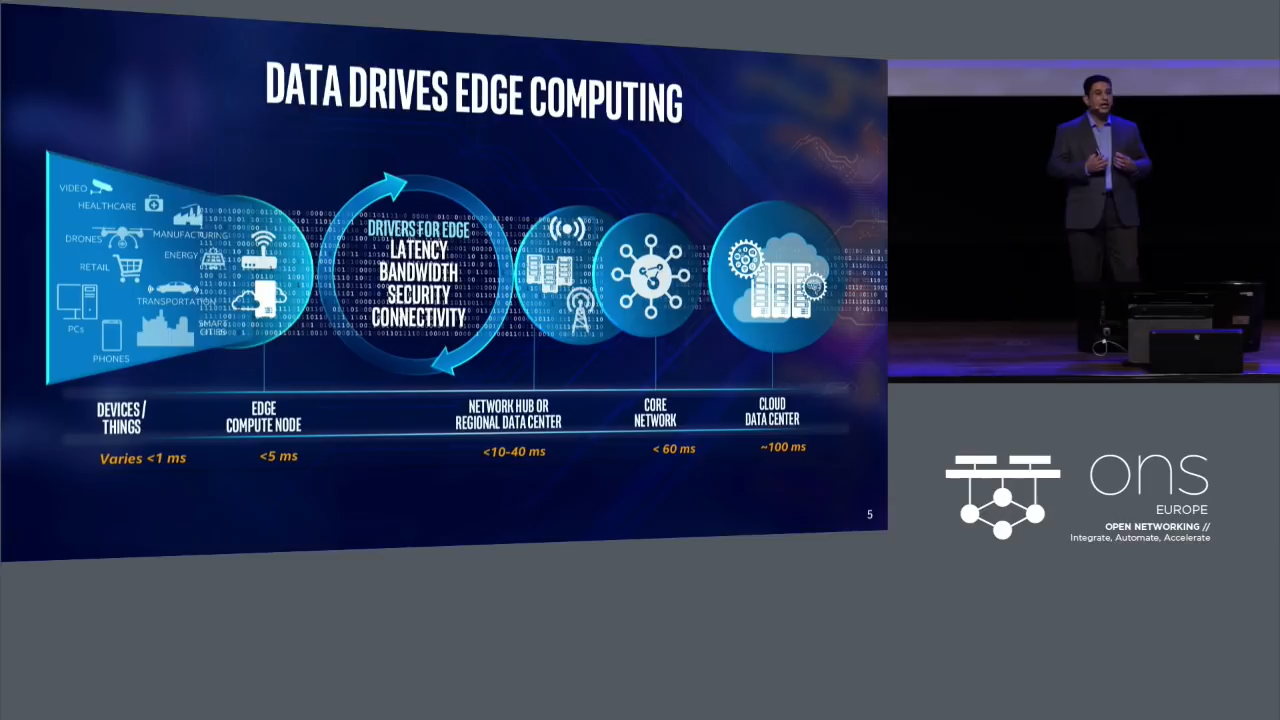 DATA DRIVES EDGE COMPUTING
VIDEO
HEALTHCARE
MANUFACTURING
DRONES
ENERGY
RETAIL
TRANSPORTATION
PCs
SMART
CITIES
PHONES
DRIVERS FOR EDGE
LATENCY
BANDWIDTH
SECURITY
CONNECTIVITY
DEVICES /
THINGS
EDGE
COMPUTE NODE
NETWORK HUB OR
REGIONAL DATA CENTER
CORE
NETWORK
CLOUD
DATA CENTER
Varies <1 ms
<5 ms
<10-40 ms
< 60 ms
~100 ms
5
ons
EUROPE
OPEN NETWORKING //
Integrate, Automate, Accelerate